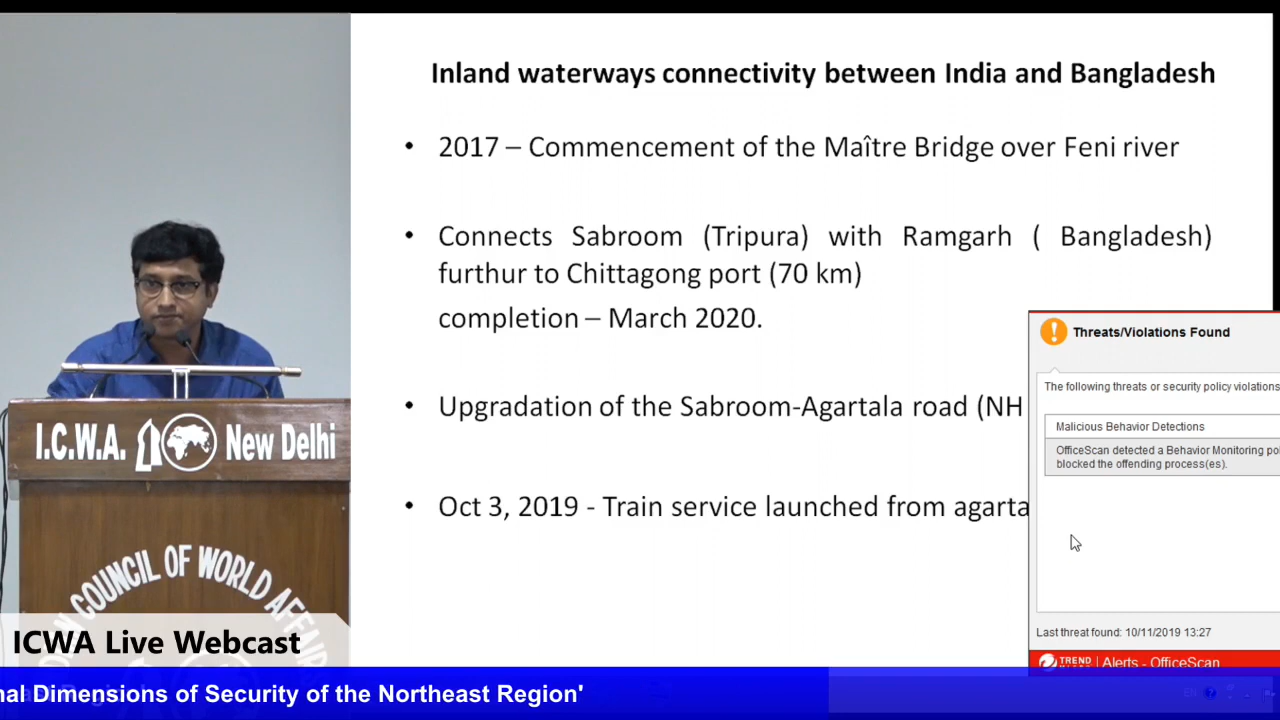 Inland waterways connectivity between India and Bangladesh
• 2017 – Commencement of the Maître Bridge over Feni river
• Connects Sabroom (Tripura) with Ramgarh ( Bangladesh)
furthur to Chittagong port (70 km)
completion – March 2020.
• Upgradation of the Sabroom-Agartala road (NH
• Oct 3, 2019 - Train service launched from agarta
Threats/Violations Found
The following threats or security policy violations
Malicious Behavior Detections
OfficeScan detected a Behavior Monitoring po
blocked the offending process(es).
Last threat found: 10/11/2019 13:27
TREND
Alerts - OfficeScan
I.C.W.A. New Delhi
COUNCIL OF WORLD AFFAIRS
ICWA Live Webcast
nal Dimensions of Security of the Northeast Region'
EN